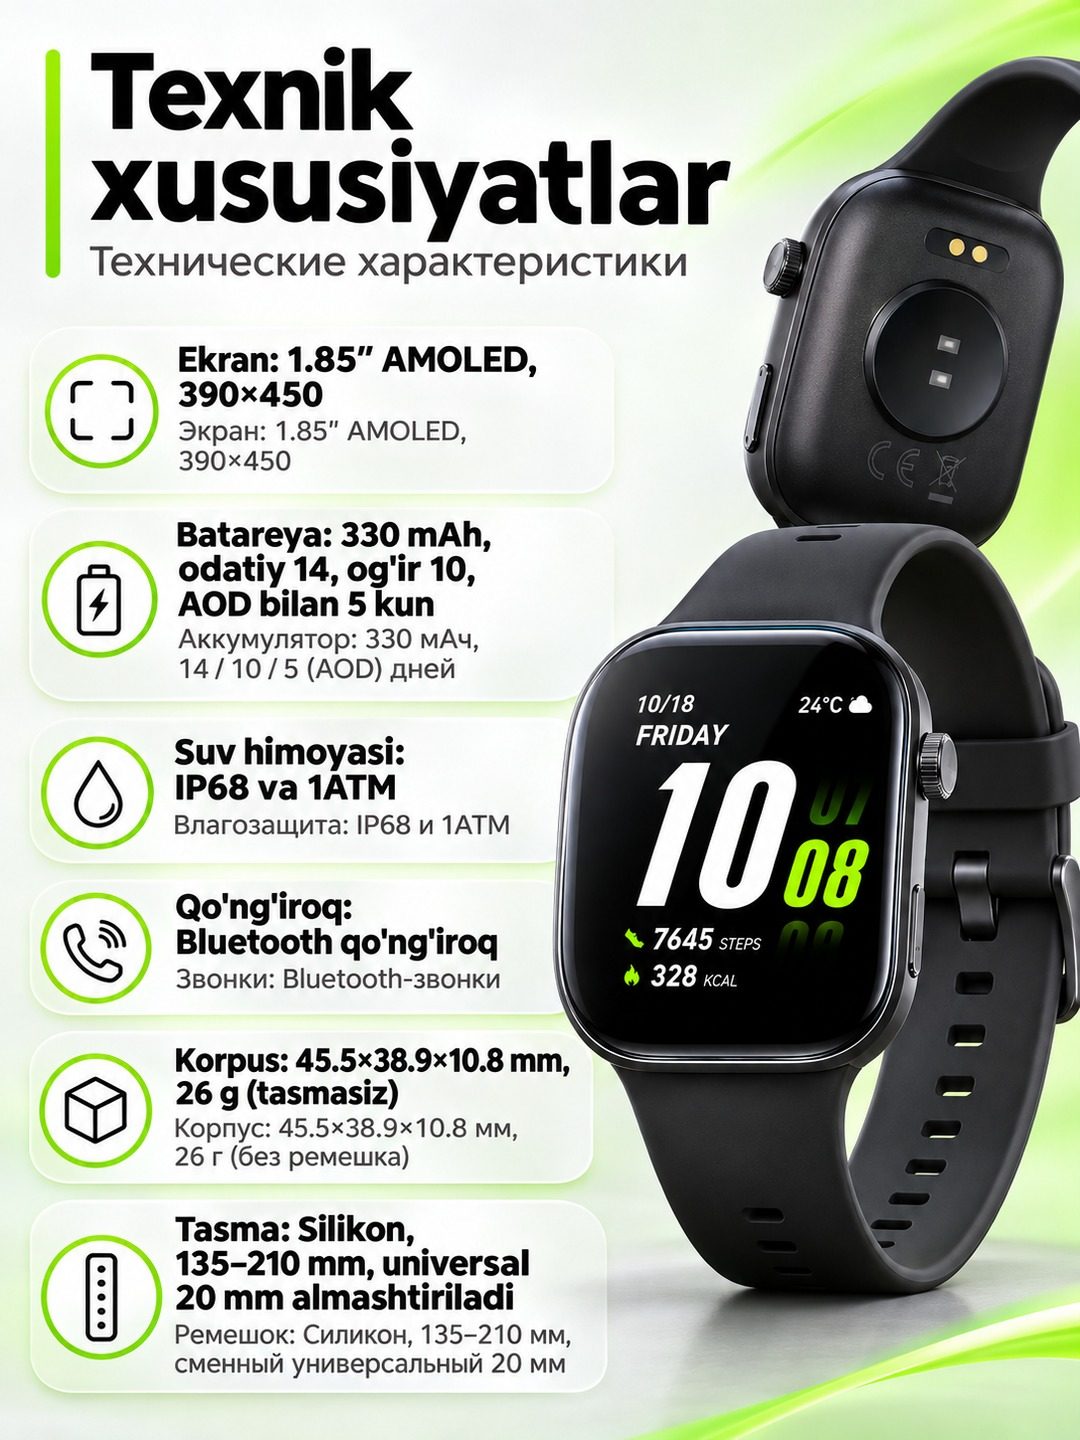 Texnik
xususiyatlar
Технические характеристики
Ekran: 1.85″ AMOLED,
390×450
Экран: 1.85″ AMOLED,
390×450
Batareya: 330 mAh,
odatiy 14, og'ir 10,
AOD bilan 5 kun
Аккумулятор: 330 мАч,
14 / 10 / 5 (AOD) дней
Suv himoyasi:
IP68 va 1ATM
Влагозащита: IP68 и 1ATM
Qo'ng'iroq:
Bluetooth qo'ng'iroq
Звонки: Bluetooth-звонки
Korpus: 45.5×38.9×10.8 mm,
26 g (tasmasiz)
Корпус: 45.5×38.9×10.8 мм,
26 г (без ремешка)
Tasma: Silikon,
135–210 mm, universal
20 mm almashtiriladi
Ремешок: Силикон, 135–210 мм,
сменный универсальный 20 мм
CE
10/18
24°C
FRIDAY
10
07
08
7645 STEPS
328 KCAL